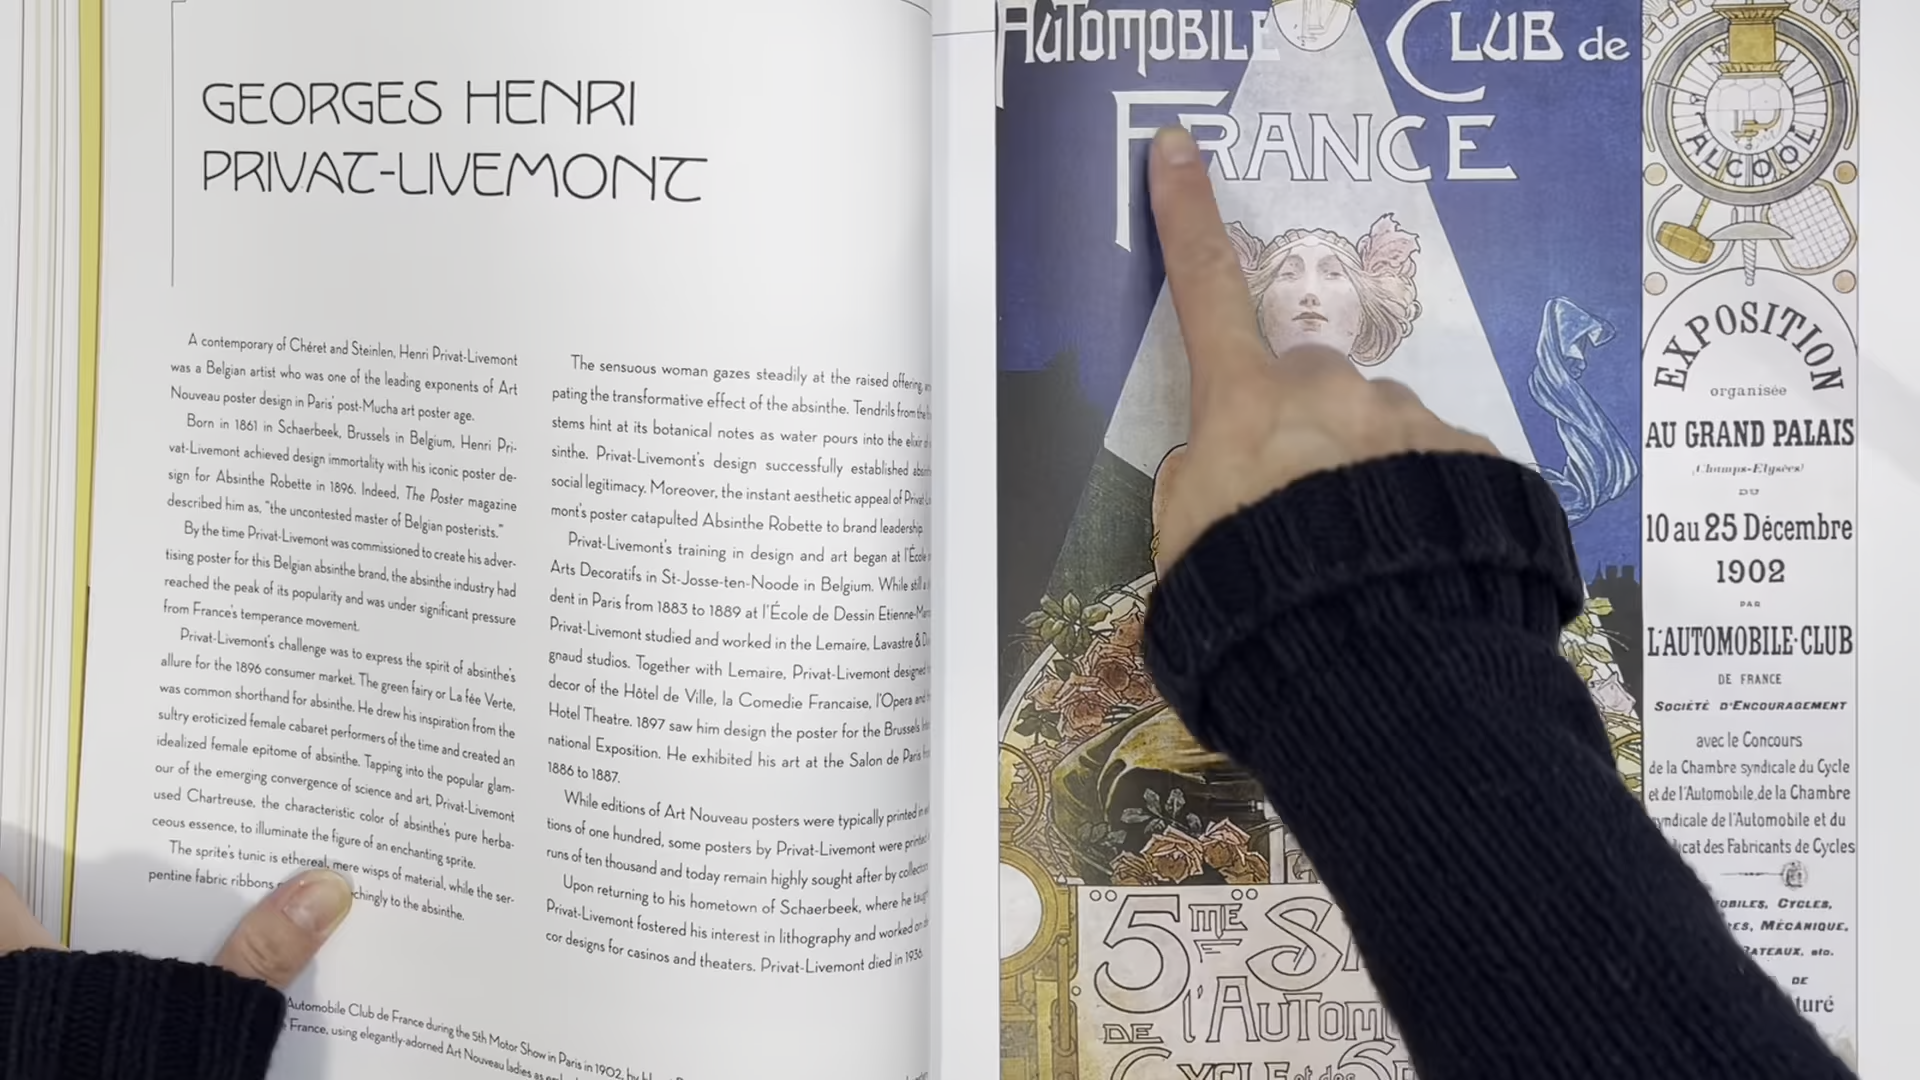 GEORGES HENRI
PRIVAT-LIVEMONT
A contemporary of Chéret and Steinlen, Henri Privat-Livemont
was a Belgian artist who was one of the leading exponents of Art
Nouveau poster design in Paris' post-Mucha art poster age.
Born in 1861 in Schaerbeek, Brussels in Belgium, Henri Pri-
vat-Livemont achieved design immortality with his iconic poster de-
sign for Absinthe Robette in 1896. Indeed, The Poster magazine
described him as, "the uncontested master of Belgian posterists."
By the time Privat-Livemont was commissioned to create his adver-
tising poster for this Belgian absinthe brand, the absinthe industry had
reached the peak of its popularity and was under significant pressure
from France's temperance movement.
Privat-Livemont's challenge was to express the spirit of absinthe's
allure for the 1896 consumer market. The green fairy or La fée Verte,
was common shorthand for absinthe. He drew his inspiration from the
sultry eroticized female cabaret performers of the time and created an
idealized female epitome of absinthe. Tapping into the popular glam-
our of the emerging convergence of science and art, Privat-Livemont
used Chartreuse, the characteristic color of absinthe's pure herba-
ceous essence, to illuminate the figure of an enchanting sprite.
The sprite's tunic is ethereal, mere wisps of material, while the ser-
pentine fabric ribbons to the absinthe.
The sensuous woman gazes steadily at the raised offering,
pating the transformative effect of the absinthe. Tendrils from the
stems hint at its botanical notes as water pours into the elixir
sinthe. Privat-Livemont's design successfully established
social legitimacy. Moreover, the instant aesthetic appeal of
mont's poster catapulted Absinthe Robette to brand leadership.
Privat-Livemont's training in design and art began at l'École
Arts Decoratifs in St-Josse-ten-Noode in Belgium. While still a
dent in Paris from 1883 to 1889 at l'École de Dessin
Privat-Livemont studied and worked in the Lemaire, Lavastre &
gnaud studios. Together with Lemaire, Privat-Livemont designed
decor of the Hôtel de Ville, la Comedie Francaise, l'Opera and
Hotel Theatre. 1897 saw him design the poster for the Brussels
national Exposition. He exhibited his art at the Salon de Paris
1886 to 1887.
While editions of Art Nouveau posters were typically printed in
tions of one hundred, some posters by Privat-Livemont were printed
runs of ten thousand and today remain highly sought after by
Upon returning to his hometown of Schaerbeek, where he
Privat-Livemont fostered his interest in lithography and worked on
cor designs for casinos and theaters. Privat-Livemont died in 1936.
Automobile Club de France during the 5th Motor Show in Paris in 1902, by
France, using elegantly-adorned Art Nouveau ladies as
AUTOMOBILE CLUB de
FRANCE
5ME
DE l'AUTOM
CYCLE et des
ALCOOL
EXPOSITION
organisée
AU GRAND PALAIS
(Champs-Elysées)
DU
10 au 25 Décembre
1902
PAR
L'AUTOMOBILE-CLUB
DE FRANCE
SOCIÉTÉ D'ENCOURAGEMENT
avec le Concours
de la Chambre syndicale du Cycle
et de l'Automobile, de la Chambre
syndicale de l'Automobile et du
des Fabricants de Cycles
CYCLES,
MÉCANIQUE,
BATEAUX, etc.
DE